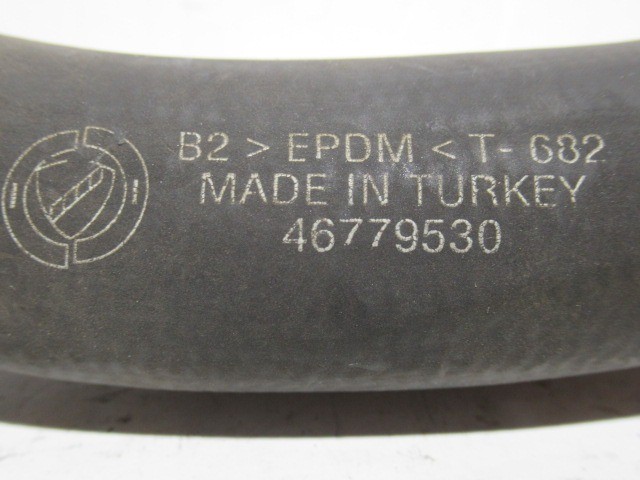 B2 > EPDM < T-682
MADE IN TURKEY
46779530